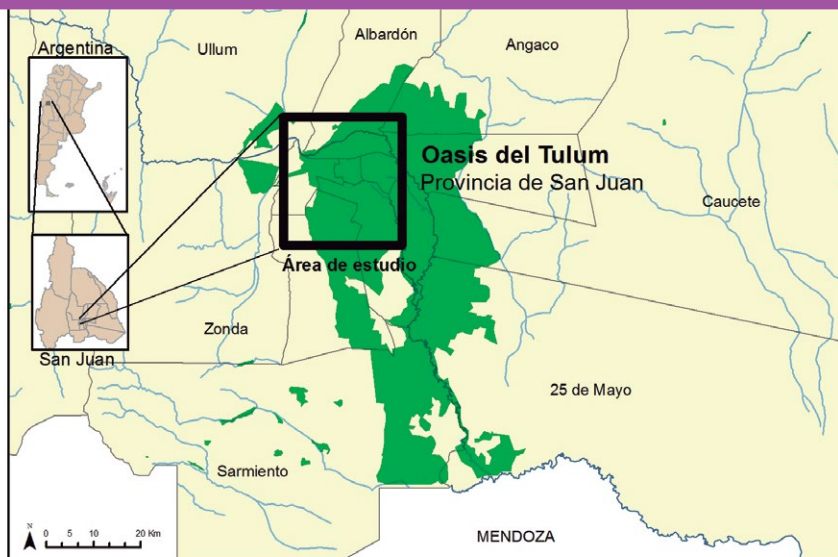 Argentina
Ullum
Albardón
Angaco
Oasis del Tulum
Provincia de San Juan
Caucete
Área de estudio
Zonda
San Juan
25 de Mayo
Sarmiento
MENDOZA
N
0 5 10 20 Km